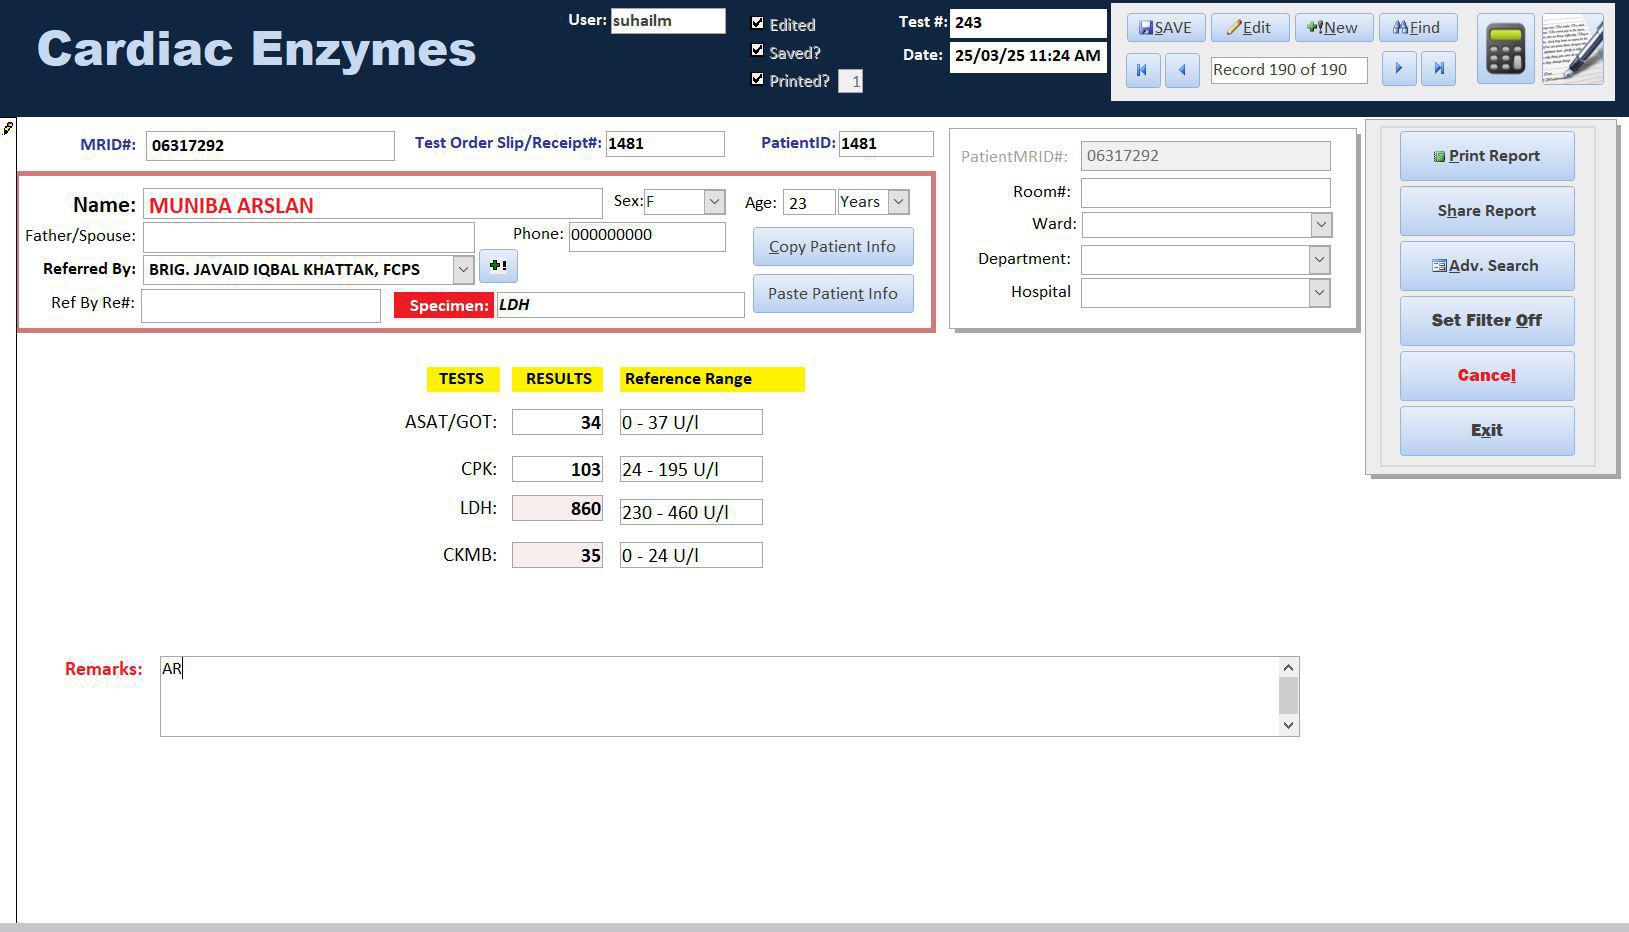 Cardiac Enzymes
User: suhailm
Edited
Saved?
Printed? 1
Test #: 243
Date: 25/03/25 11:24 AM
SAVE Edit New Find
Record 190 of 190
MRID#: 06317292 Test Order Slip/Receipt#: 1481 PatientID: 1481
Name: MUNIBA ARSLAN Sex: F Age: 23 Years
Father/Spouse: Phone: 000000000
Copy Patient Info
Referred By: BRIG. JAVAID IQBAL KHATTAK, FCPS
Ref By Re#: Specimen: LDH
Paste Patient Info
PatientMRID#: 06317292
Room#:
Ward:
Department:
Hospital
Print Report
Share Report
Adv. Search
Set Filter Off
Cancel
Exit
TESTS RESULTS Reference Range
ASAT/GOT: 34 0 - 37 U/l
CPK: 103 24 - 195 U/l
LDH: 860 230 - 460 U/l
CKMB: 35 0 - 24 U/l
Remarks: AR